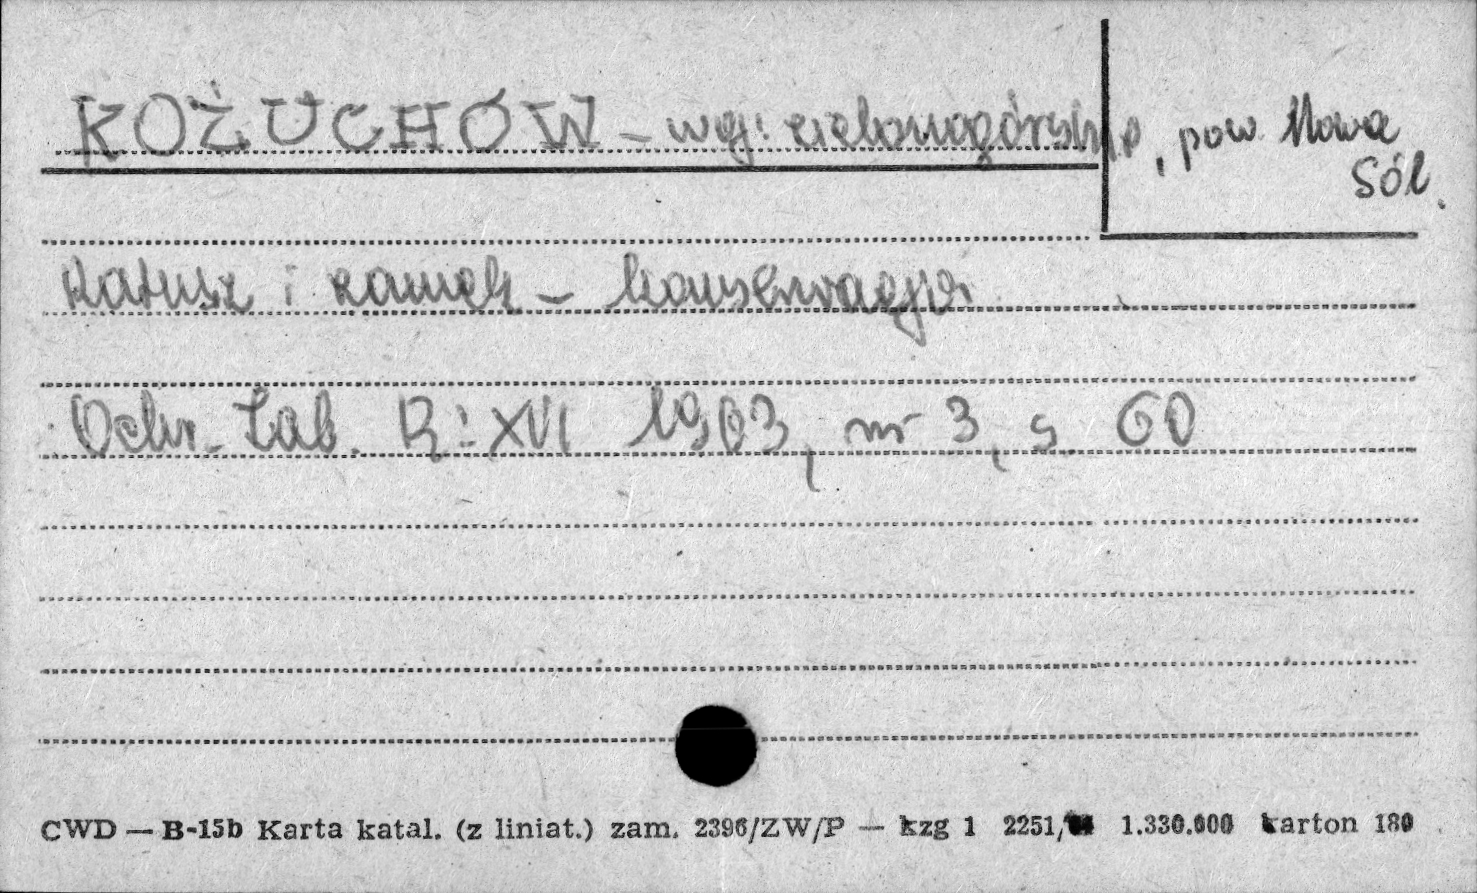 KOŻUCHÓW – woj. zielonogórskie, pow Nowa
Sól.
Ratusz i zamek – konserwacja
Ochr. Zab. R: XVI 1963, nr 3, s 60
CWD — B-15b Karta katal. (z liniat.) zam. 2396/ZW/P — kzg 1 2251/ 1.330.000 karton 180